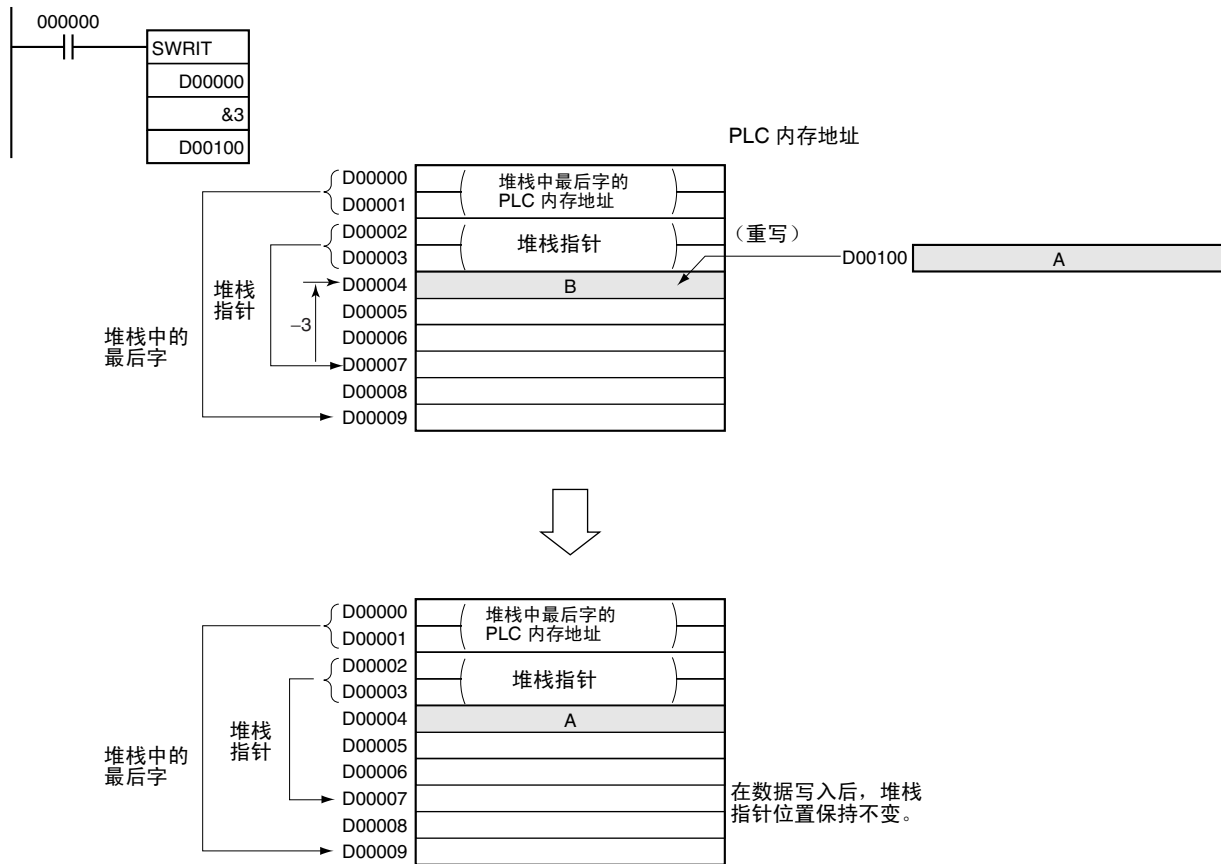 000000
SWRIT
D00000
&3
D00100
PLC 内存地址
D00000
D00001
D00002
D00003
D00004
D00005
D00006
D00007
D00008
D00009
堆栈中最后字的
PLC 内存地址
堆栈指针
B
（重写）
D00100
A
堆栈
指针
–3
堆栈中的
最后字
D00000
D00001
D00002
D00003
D00004
D00005
D00006
D00007
D00008
D00009
堆栈中最后字的
PLC 内存地址
堆栈指针
A
堆栈
指针
堆栈中的
最后字
在数据写入后，堆栈
指针位置保持不变。